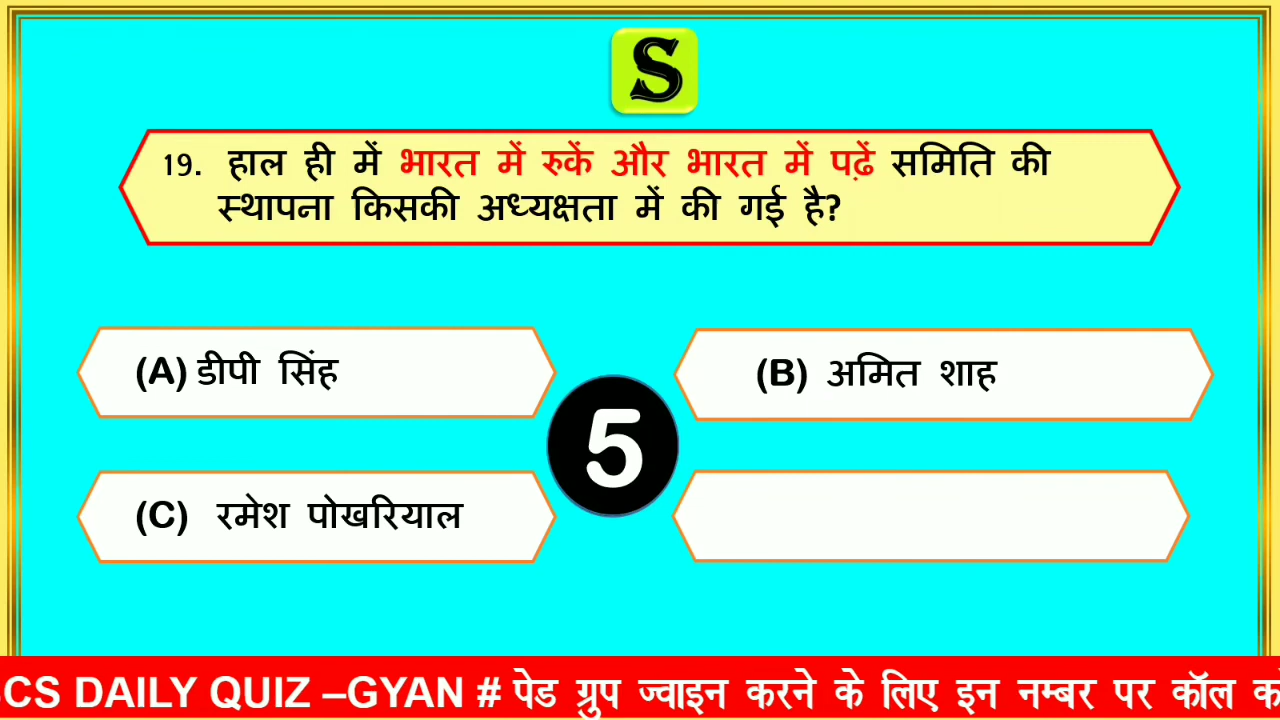 S
19. हाल ही में भारत में रुकें और भारत में पढ़ें समिति की
स्थापना किसकी अध्यक्षता में की गई है?
(A) डीपी सिंह
(B) अमित शाह
5
(C) रमेश पोखरियाल
CS DAILY QUIZ –GYAN # पेड ग्रुप ज्वाइन करने के लिए इन नम्बर पर कॉल